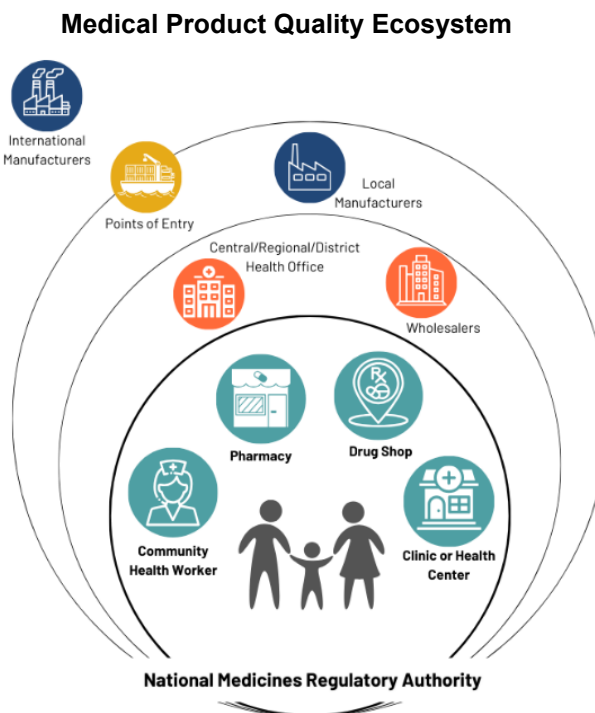 Medical Product Quality Ecosystem
International
Manufacturers
Points of Entry
Local
Manufacturers
Central/Regional/District
Health Office
Wholesalers
Pharmacy
Rx
Drug Shop
Community
Health Worker
Clinic or Health
Center
National Medicines Regulatory Authority